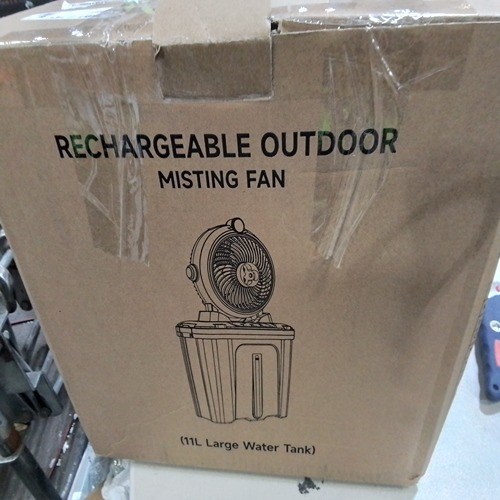 RECHARGEABLE OUTDOOR
MISTING FAN
(11L Large Water Tank)